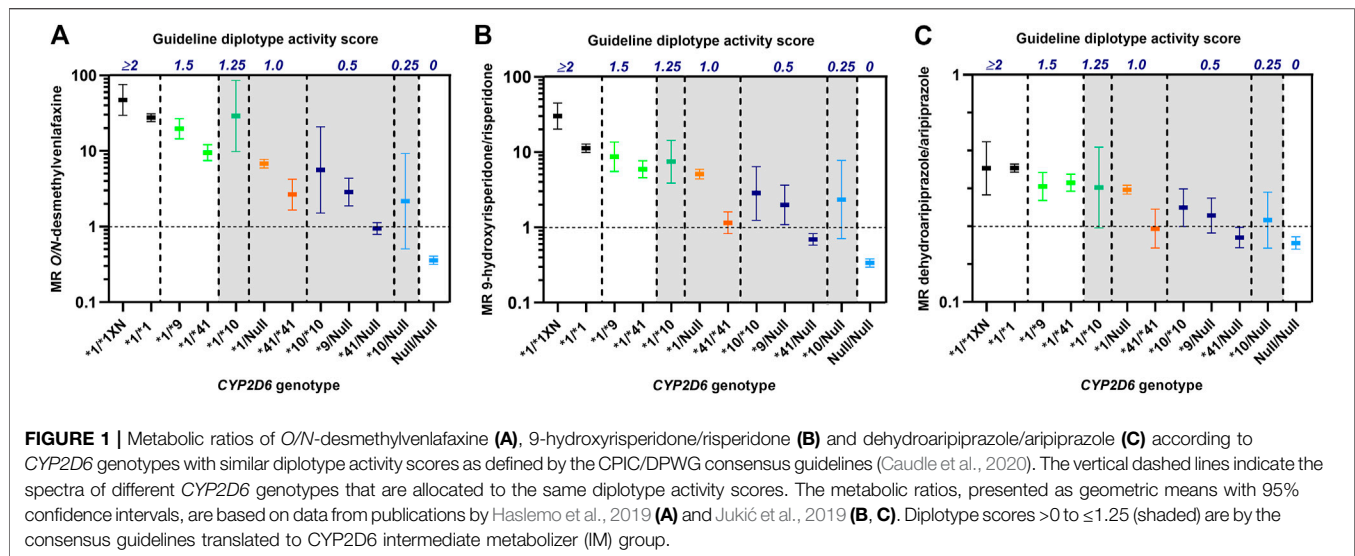 A
Guideline diplotype activity score
≥2 1.5 1.25 1.0 0.5 0.25 0
MR O/N-desmethylvenlafaxine
100
10
1
0.1
*1/*1XN *1/*1 *1/*9 *1/*41 *1/*10 *1/Null *41/*41 *10/*10 *9/Null *41/Null *10/Null Null/Null
CYP2D6 genotype
B
Guideline diplotype activity score
≥2 1.5 1.25 1.0 0.5 0.25 0
MR 9-hydroxyrisperidone/risperidone
100
10
1
0.1
*1/*1XN *1/*1 *1/*9 *1/*41 *1/*10 *1/Null *41/*41 *10/*10 *9/Null *41/Null *10/Null Null/Null
CYP2D6 genotype
C
Guideline diplotype activity score
≥2 1.5 1.25 1.0 0.5 0.25 0
MR dehydroaripiprazole/aripiprazole
1
0.1
*1/*1XN *1/*1 *1/*9 *1/*41 *1/*10 *1/Null *41/*41 *10/*10 *9/Null *41/Null *10/Null Null/Null
CYP2D6 genotype
FIGURE 1 | Metabolic ratios of O/N-desmethylvenlafaxine (A), 9-hydroxyrisperidone/risperidone (B) and dehydroaripiprazole/aripiprazole (C) according to
CYP2D6 genotypes with similar diplotype activity scores as defined by the CPIC/DPWG consensus guidelines (Caudle et al., 2020). The vertical dashed lines indicate the
spectra of different CYP2D6 genotypes that are allocated to the same diplotype activity scores. The metabolic ratios, presented as geometric means with 95%
confidence intervals, are based on data from publications by Haslemo et al., 2019 (A) and Jukić et al., 2019 (B, C). Diplotype scores >0 to ≤1.25 (shaded) are by the
consensus guidelines translated to CYP2D6 intermediate metabolizer (IM) group.